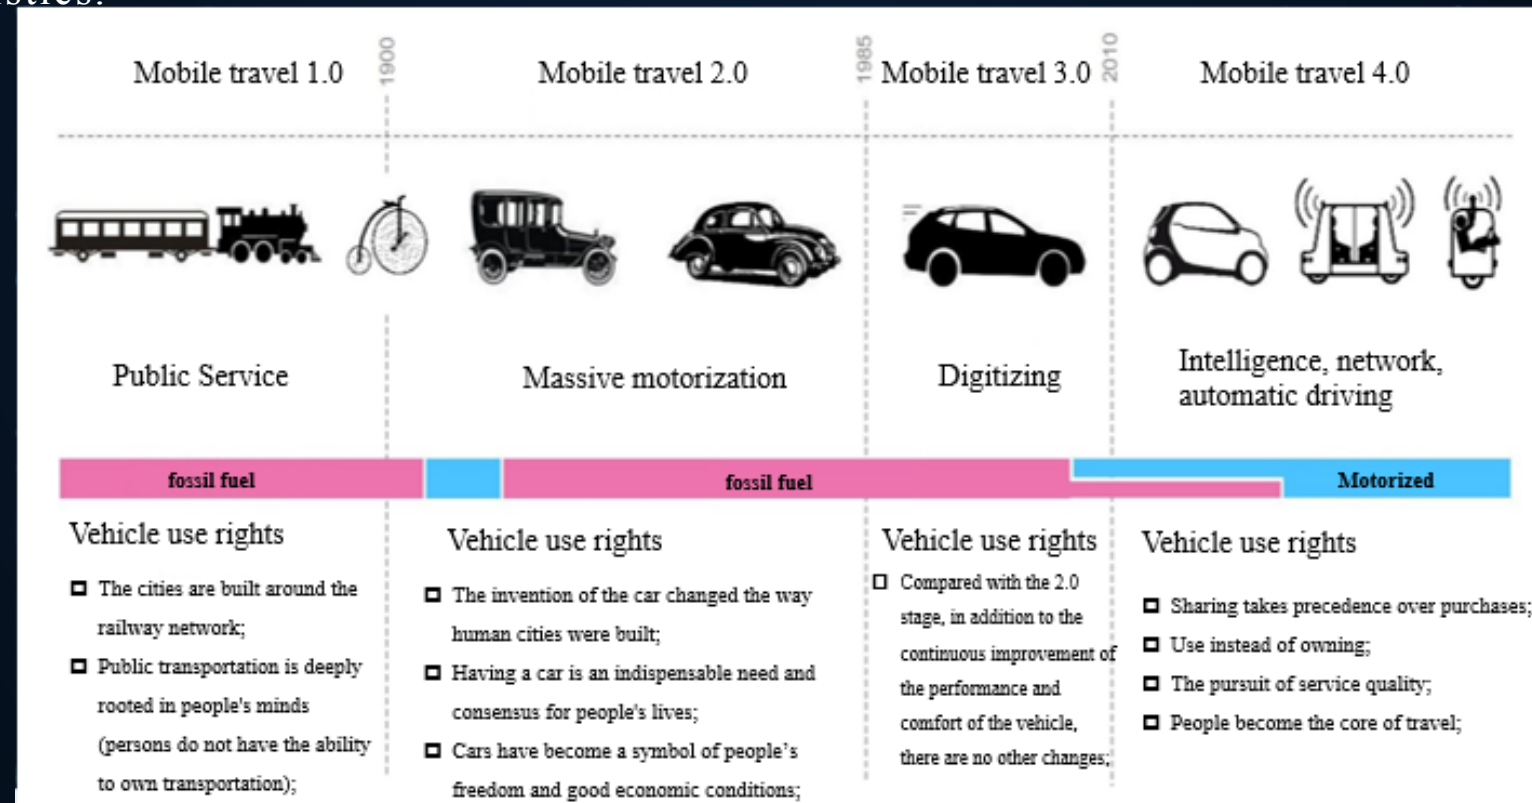 Mobile travel 1.0
1900
Mobile travel 2.0
1985
Mobile travel 3.0
2010
Mobile travel 4.0
Public Service
Massive motorization
Digitizing
Intelligence, network,
automatic driving
fossil fuel
fossil fuel
Motorized
Vehicle use rights
The cities are built around the
railway network;
Public transportation is deeply
rooted in people's minds
(persons do not have the ability
to own transportation);
Vehicle use rights
The invention of the car changed the way
human cities were built;
Having a car is an indispensable need and
consensus for people's lives;
Cars have become a symbol of people’s
freedom and good economic conditions;
Vehicle use rights
Compared with the 2.0
stage, in addition to the
continuous improvement of
the performance and
comfort of the vehicle,
there are no other changes;
Vehicle use rights
Sharing takes precedence over purchases;
Use instead of owning;
The pursuit of service quality;
People become the core of travel;